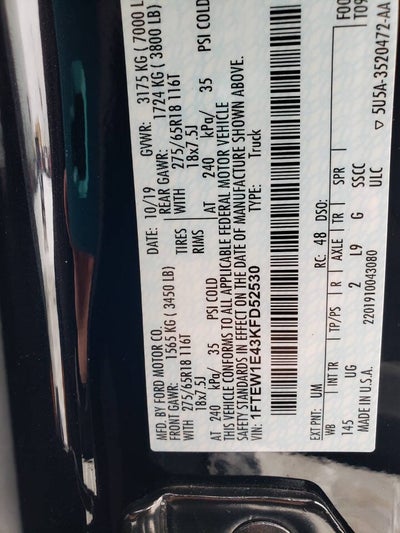 MFD. BY FORD MOTOR CO.
DATE: 10/19 GVWR: 3175 KG ( 7000 L
FRONT GAWR: 1565 KG ( 3450 LB)
REAR GAWR: 1724 KG ( 3800 LB)
WITH 275/65R18 116T TIRES WITH 275/65R18 116T
18x7.5J RIMS 18x7.5J
AT 240 kPa/ 35 PSI COLD AT 240 kPa/ 35 PSI COLD
THIS VEHICLE CONFORMS TO ALL APPLICABLE FEDERAL MOTOR VEHICLE
SAFETY STANDARDS IN EFFECT ON THE DATE OF MANUFACTURE SHOWN ABOVE.
VIN: 1FTEW1E43KFD52530 TYPE: Truck
F00
T09
EXT PNT: UM RC: 48 DSO:
WB INT TR TP/PS R AXLE TR SPR
145 UG 2 L9 G S5CC
2201910043080 ULC
MADE IN U.S.A. ▽ 5U5A-3520472-AA